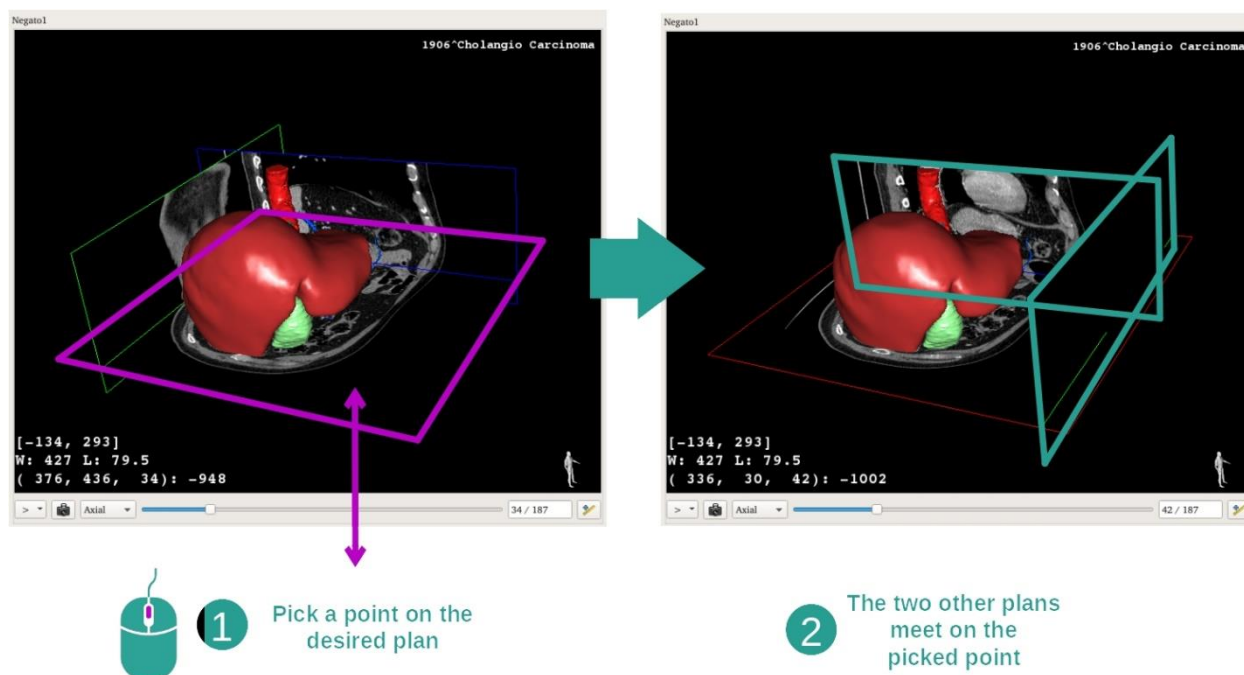 Negato1
1906^Cholangio Carcinoma
[-134, 293]
W: 427 L: 79.5
( 376, 436, 34): -948
> Axial 34 / 187
Negato1
1906^Cholangio Carcinoma
[-134, 293]
W: 427 L: 79.5
( 336, 30, 42): -1002
> Axial 42 / 187
1
Pick a point on the
desired plan
2
The two other plans
meet on the
picked point